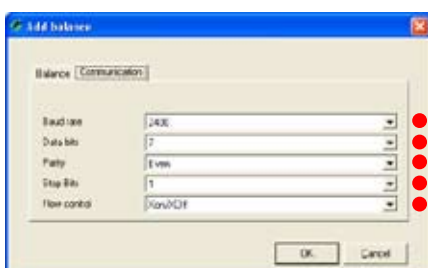 Add balance
Balance Communication
Baud rate 2400
Data bits 7
Parity Even
Stop Bits 1
Flow control Xon/XOff
OK Cancel